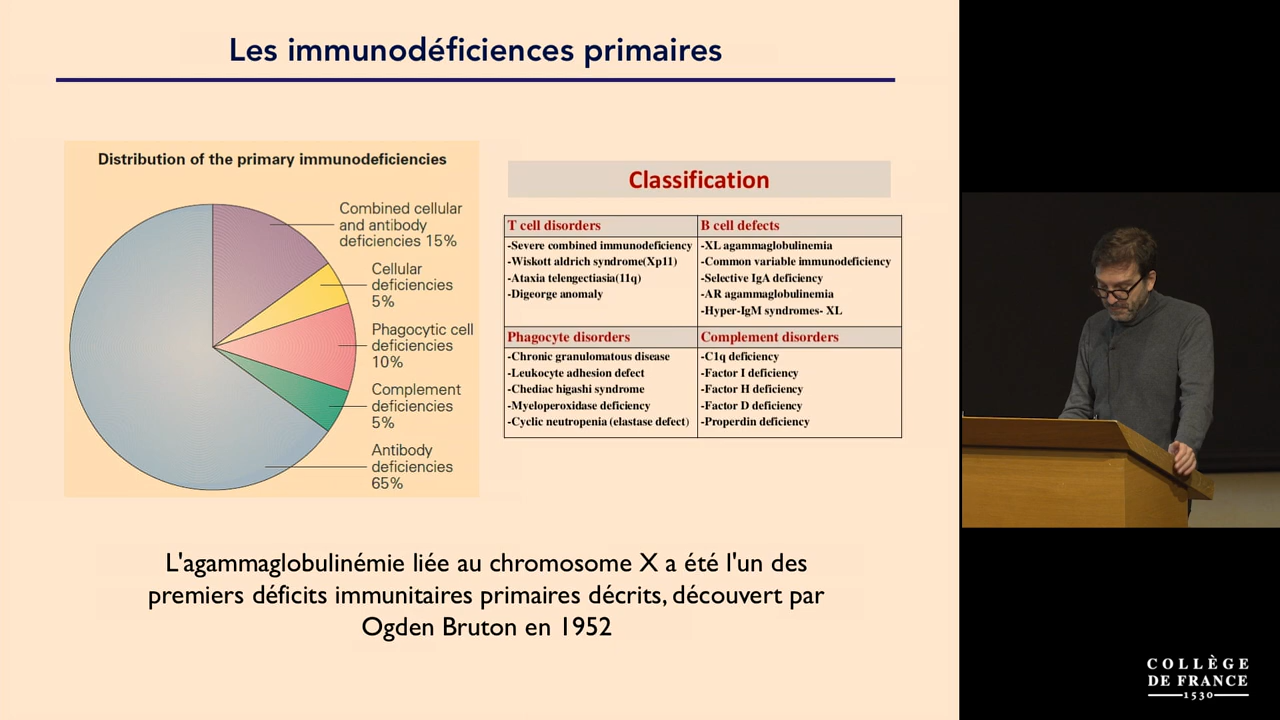 Les immunodéficiences primaires
Distribution of the primary immunodeficiencies
Combined cellular
and antibody
deficiencies 15%
Cellular
deficiencies
5%
Phagocytic cell
deficiencies
10%
Complement
deficiencies
5%
Antibody
deficiencies
65%
Classification
T cell disorders
-Severe combined immunodeficiency
-Wiskott aldrich syndrome(Xp11)
-Ataxia telengectiasia(11q)
-Digeorge anomaly
B cell defects
-XL agammaglobulinemia
-Common variable immunodeficiency
-Selective IgA deficiency
-AR agammaglobulinemia
-Hyper-IgM syndromes- XL
Phagocyte disorders
-Chronic granulomatous disease
-Leukocyte adhesion defect
-Chediac higashi syndrome
-Myeloperoxidase deficiency
-Cyclic neutropenia (elastase defect)
Complement disorders
-C1q deficiency
-Factor I deficiency
-Factor H deficiency
-Factor D deficiency
-Properdin deficiency
L'agammaglobulinémie liée au chromosome X a été l'un des
premiers déficits immunitaires primaires décrits, découvert par
Ogden Bruton en 1952
COLLÈGE
DE FRANCE
1530